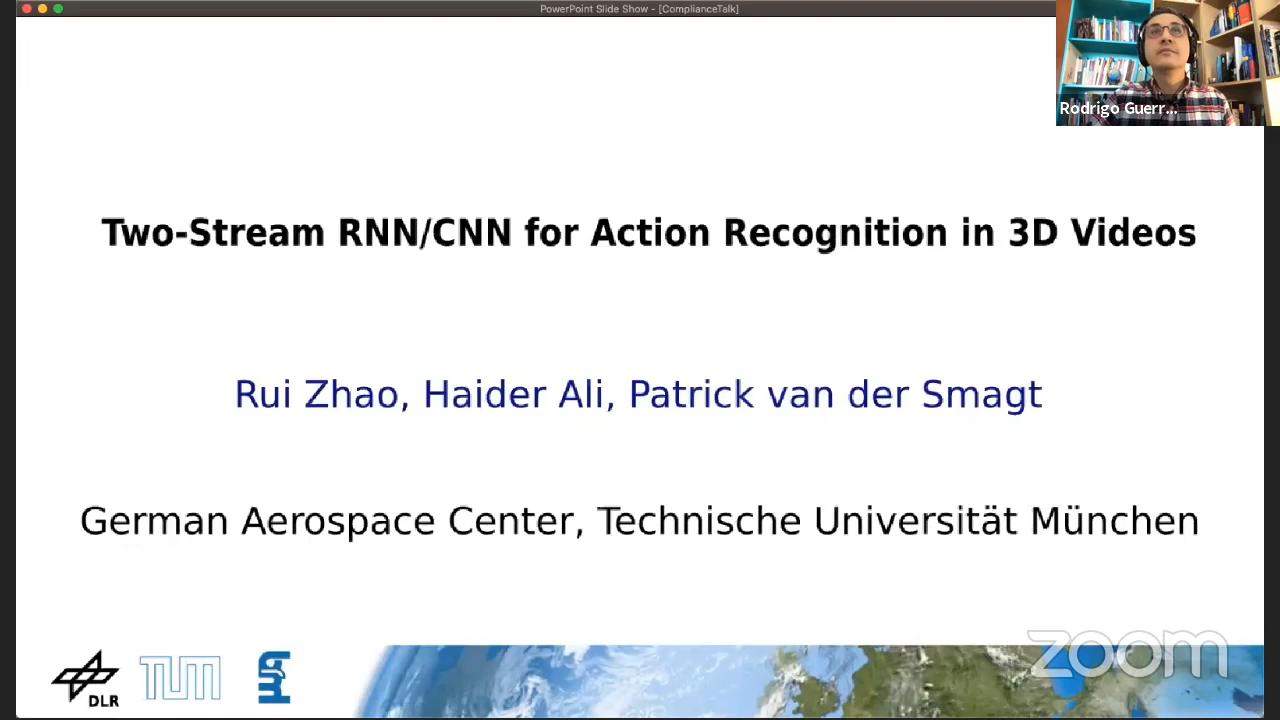 PowerPoint Slide Show - [ComplianceTalk]
Rodrigo Guerr...
Two-Stream RNN/CNN for Action Recognition in 3D Videos
Rui Zhao, Haider Ali, Patrick van der Smagt
German Aerospace Center, Technische Universität München
DLR
TUM
zoom